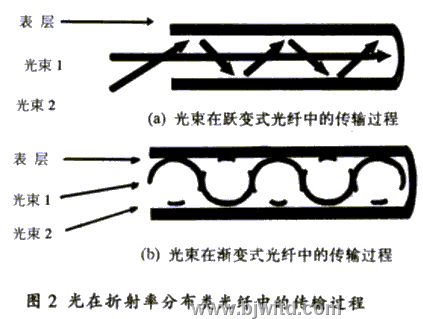 表 层
光束 1
光束 2
(a) 光束在跃变式光纤中的传输过程
表 层
光束 1
光束 2
(b) 光束在渐变式光纤中的传输过程
图 2 光在折射率分布类光纤中的传输过程
www.bjwltd.com